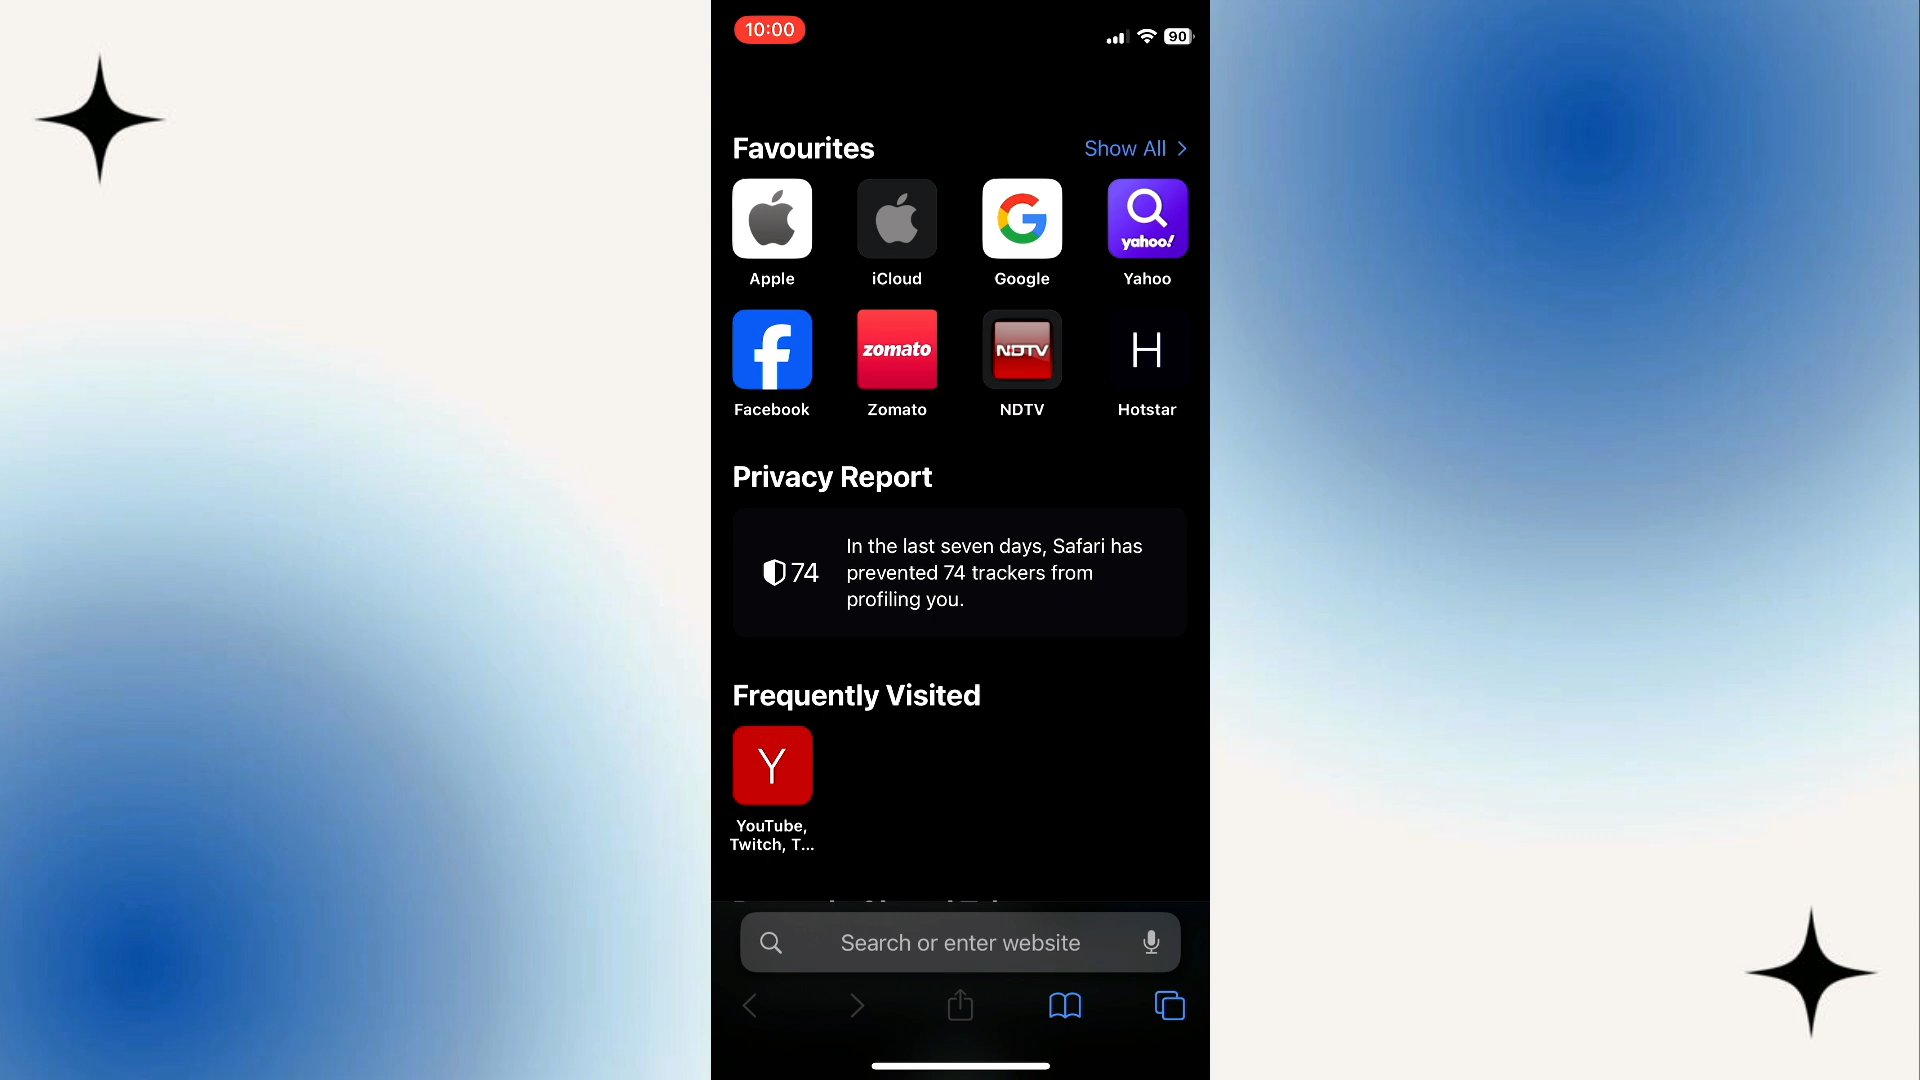 10:00
90
Favourites
Show All
yahoo!
Apple
iCloud
Google
Yahoo
zomato
NDTV
H
Facebook
Zomato
NDTV
Hotstar
Privacy Report
74
In the last seven days, Safari has
prevented 74 trackers from
profiling you.
Frequently Visited
Y
YouTube,
Twitch, T...
Search or enter website